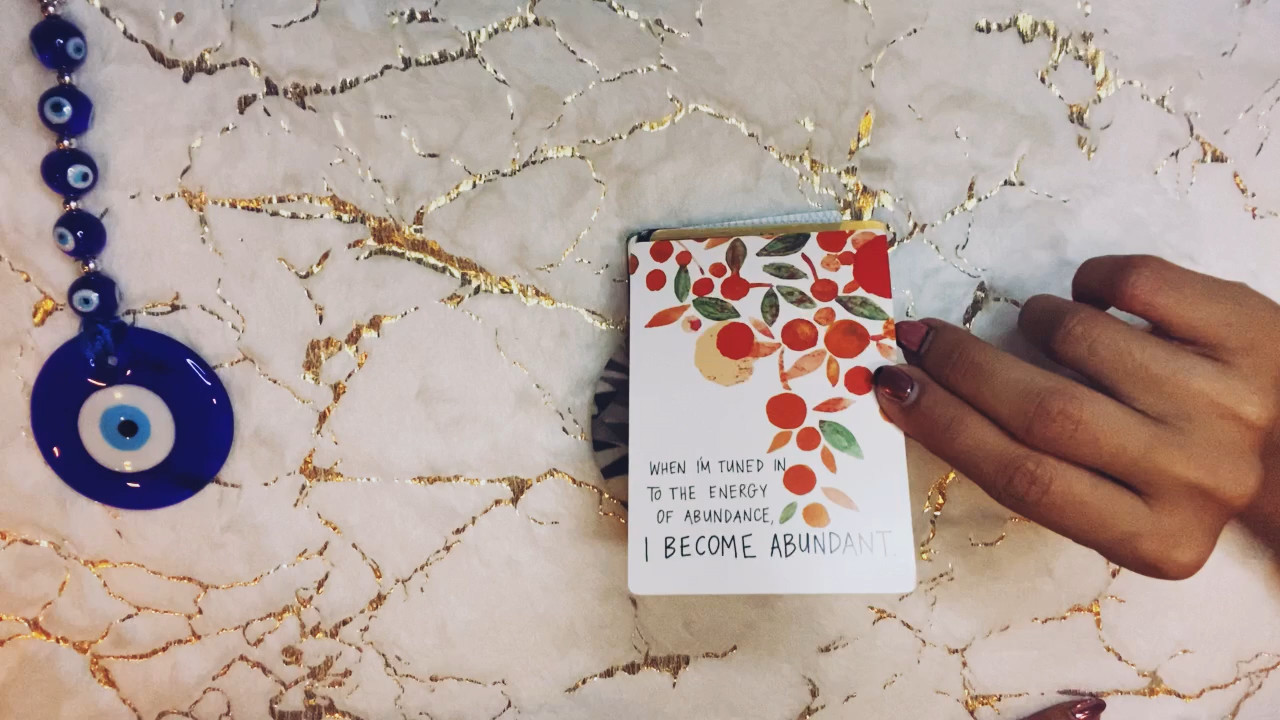 WHEN I'M TUNED IN
TO THE ENERGY
OF ABUNDANCE,
I BECOME ABUNDANT.